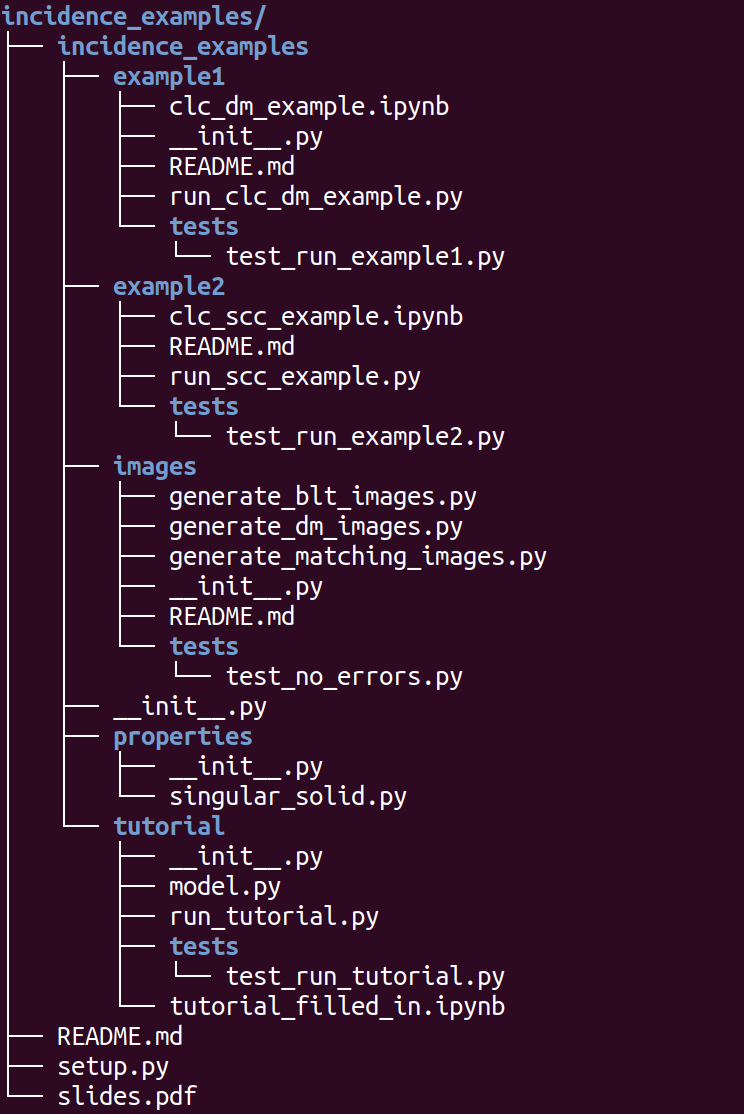 incidence_examples/
incidence_examples
example1
clc_dm_example.ipynb
__init__.py
README.md
run_clc_dm_example.py
tests
test_run_example1.py
example2
clc_scc_example.ipynb
README.md
run_scc_example.py
tests
test_run_example2.py
images
generate_blt_images.py
generate_dm_images.py
generate_matching_images.py
__init__.py
README.md
tests
test_no_errors.py
__init__.py
properties
__init__.py
singular_solid.py
tutorial
__init__.py
model.py
run_tutorial.py
tests
test_run_tutorial.py
tutorial_filled_in.ipynb
README.md
setup.py
slides.pdf